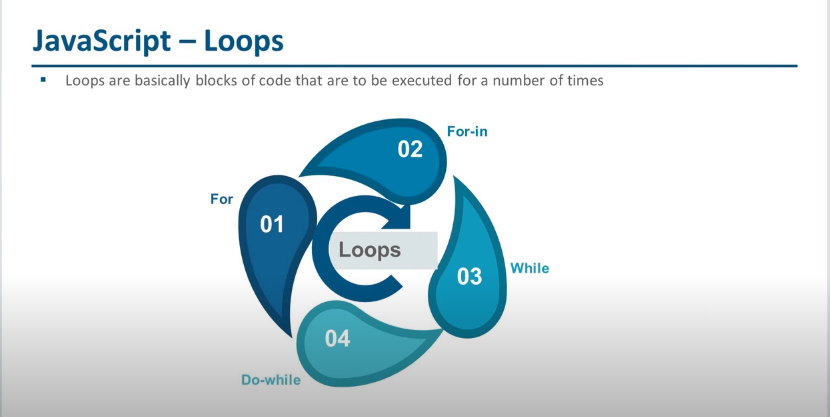 JavaScript – Loops
▪ Loops are basically blocks of code that are to be executed for a number of times
02
For-in
For
01
Loops
03
While
04
Do-while